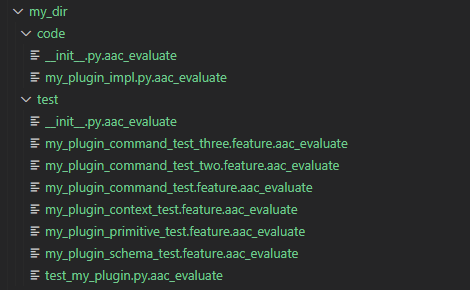 my_dir
code
__init__.py.aac_evaluate
my_plugin_impl.py.aac_evaluate
test
__init__.py.aac_evaluate
my_plugin_command_test_three.feature.aac_evaluate
my_plugin_command_test_two.feature.aac_evaluate
my_plugin_command_test.feature.aac_evaluate
my_plugin_context_test.feature.aac_evaluate
my_plugin_primitive_test.feature.aac_evaluate
my_plugin_schema_test.feature.aac_evaluate
test_my_plugin.py.aac_evaluate